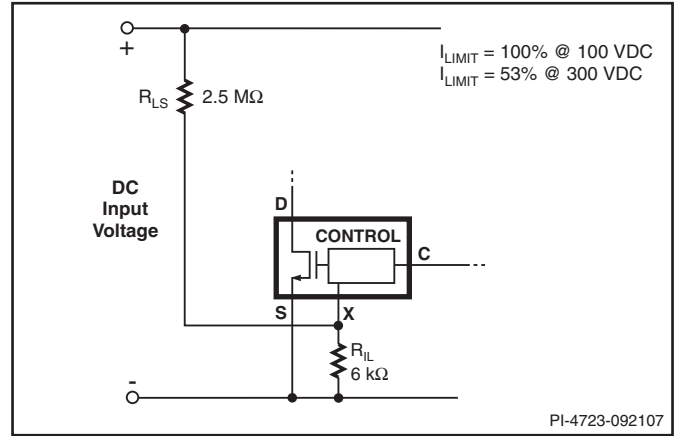 +
I_LIMIT = 100% @ 100 VDC
I_LIMIT = 53% @ 300 VDC
R_LS 2.5 MΩ
DC
Input
Voltage
D
CONTROL
C
S
X
R_IL
6 kΩ
-
PI-4723-092107